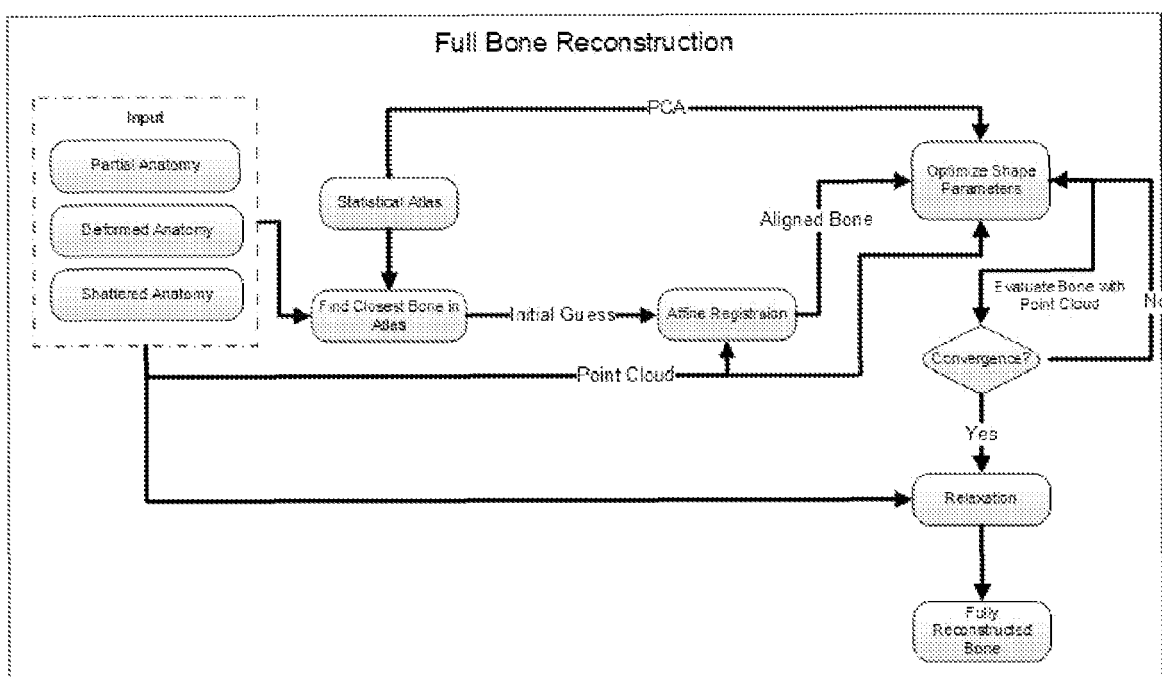 Full Bone Reconstruction
Input
Partial Anatomy
Deformed Anatomy
Shattered Anatomy
Statistical Atlas
PCA
Find Closest Bone in
Atlas
Initial Guess
Affine Registraion
Point Cloud
Aligned Bone
Optimize Shape
Parameters
Evaluate Bone with
Point Cloud
Convergence?
No
Yes
Relaxation
Fully
Reconstructed
Bone